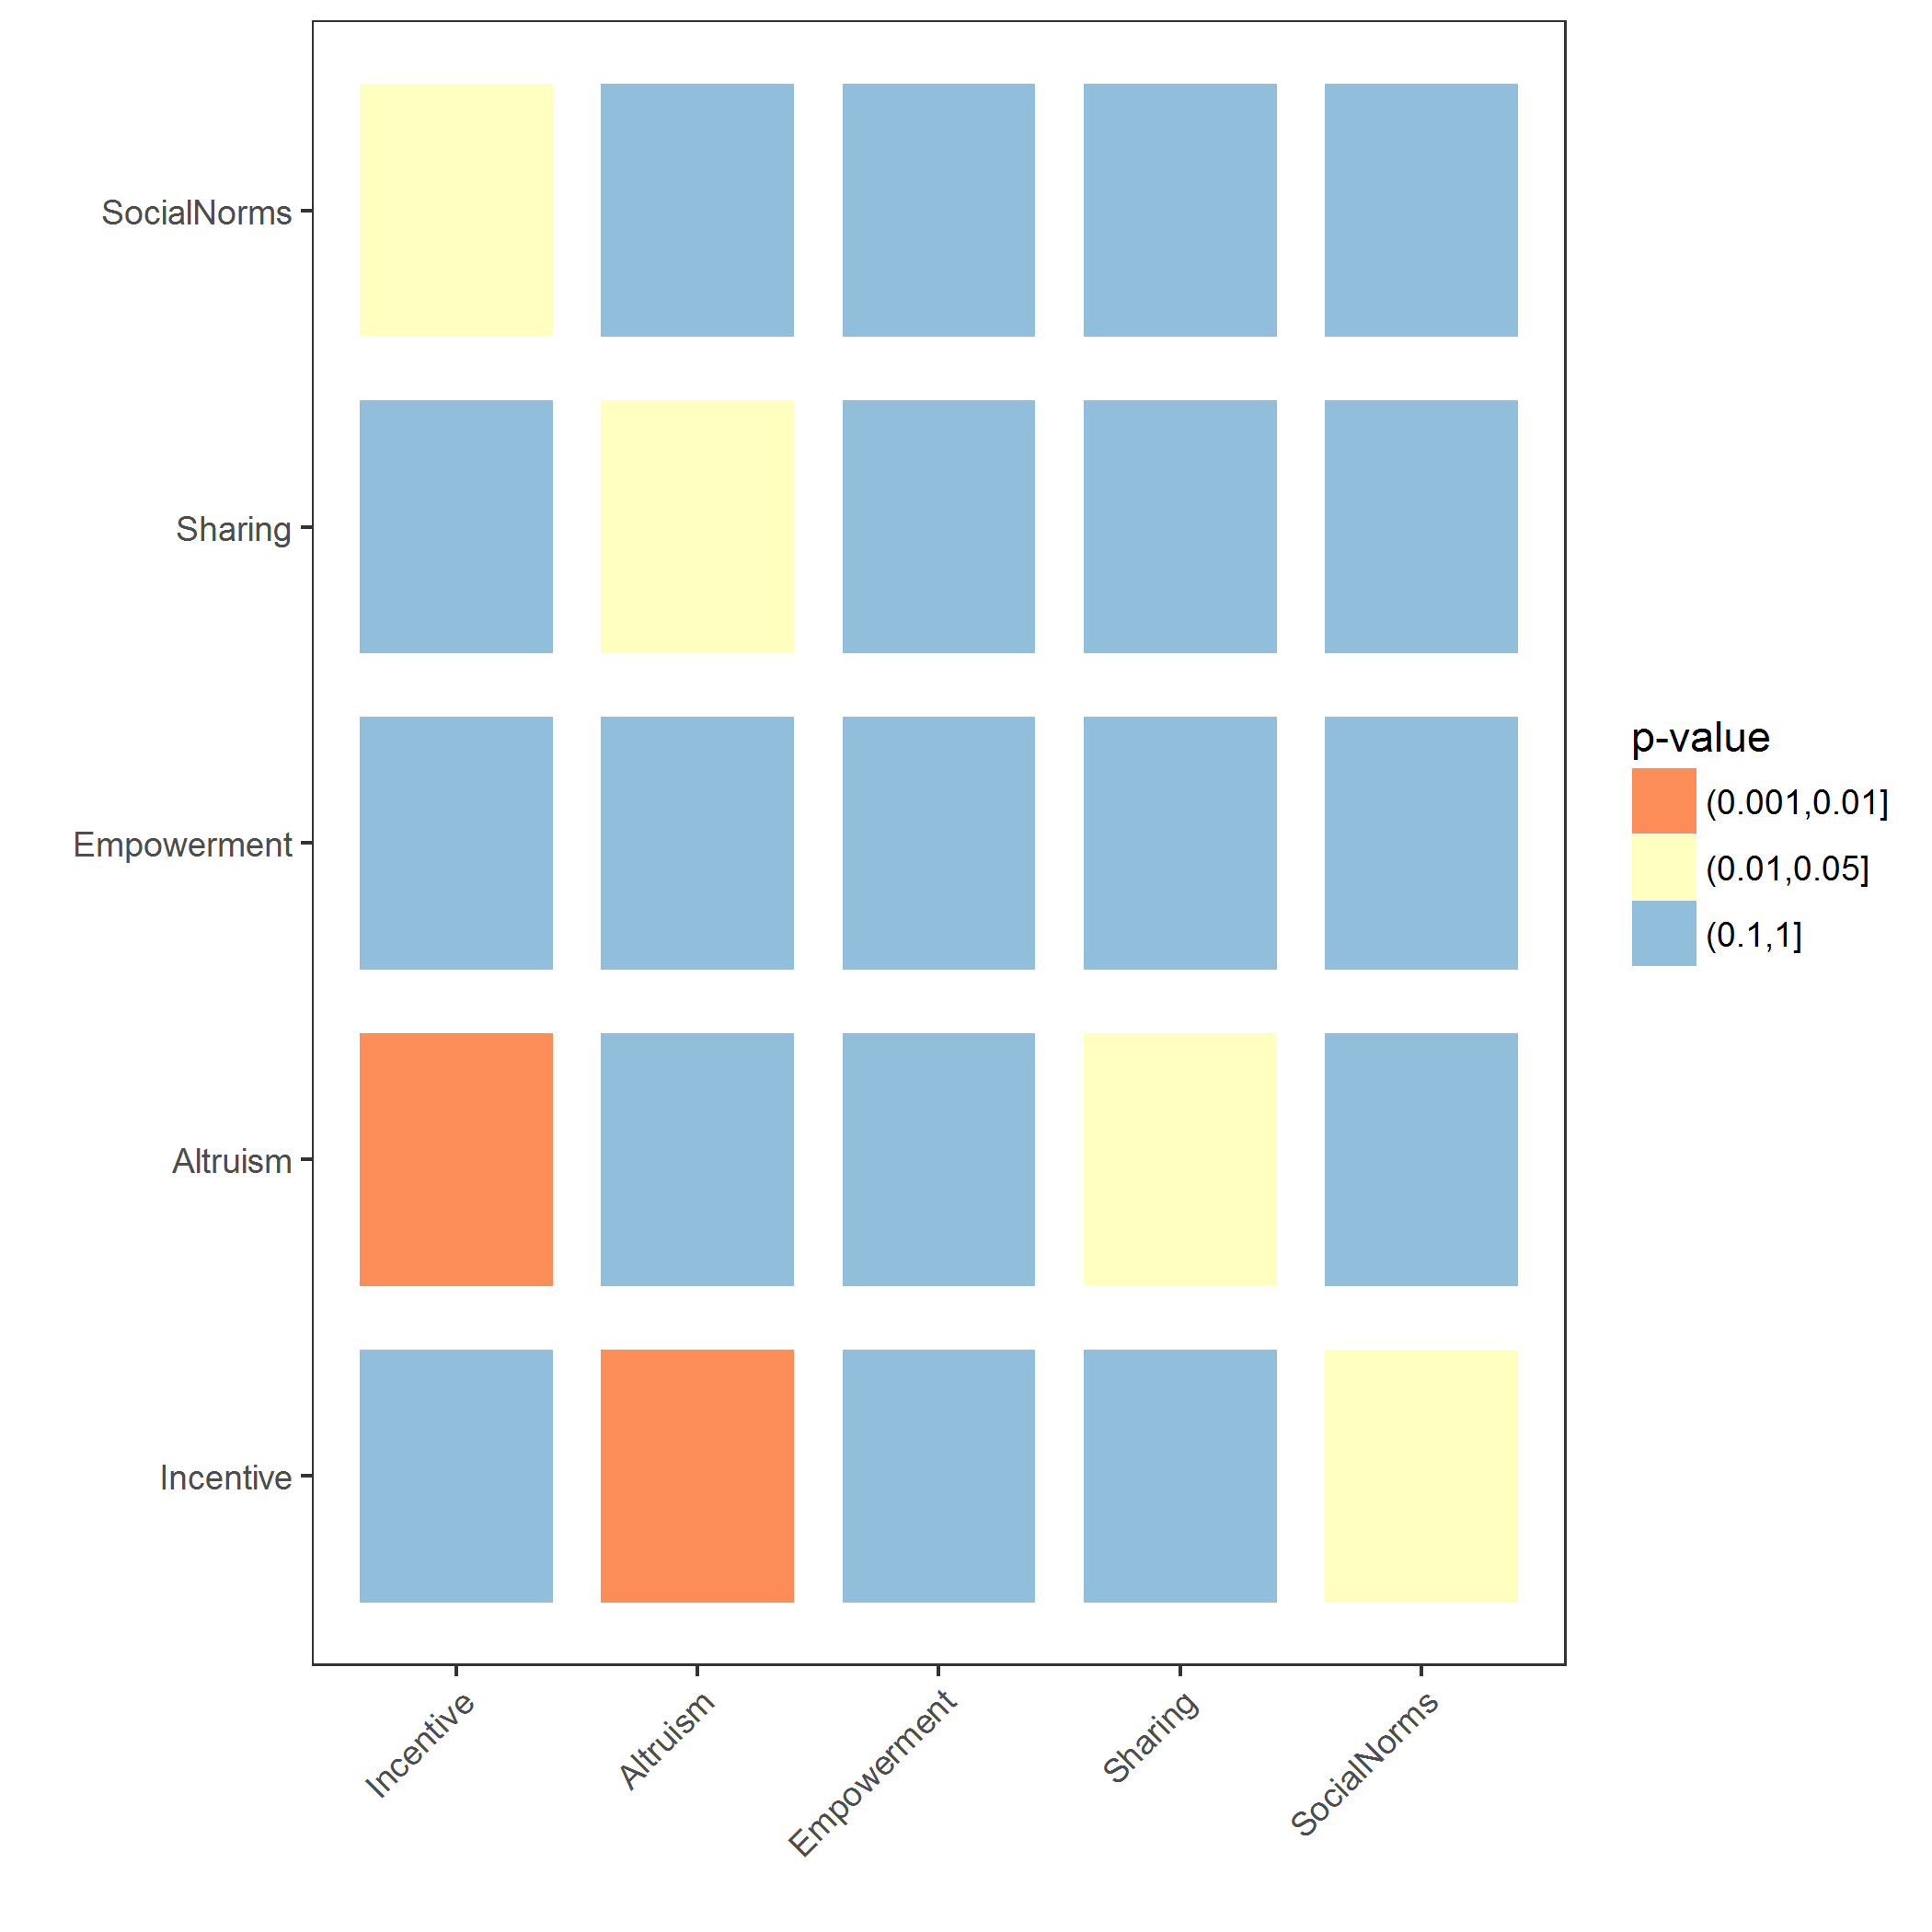 SocialNorms
Sharing
Empowerment
Altruism
Incentive
Incentive
Altruism
Empowerment
Sharing
SocialNorms
p-value
(0.001,0.01]
(0.01,0.05]
(0.1,1]